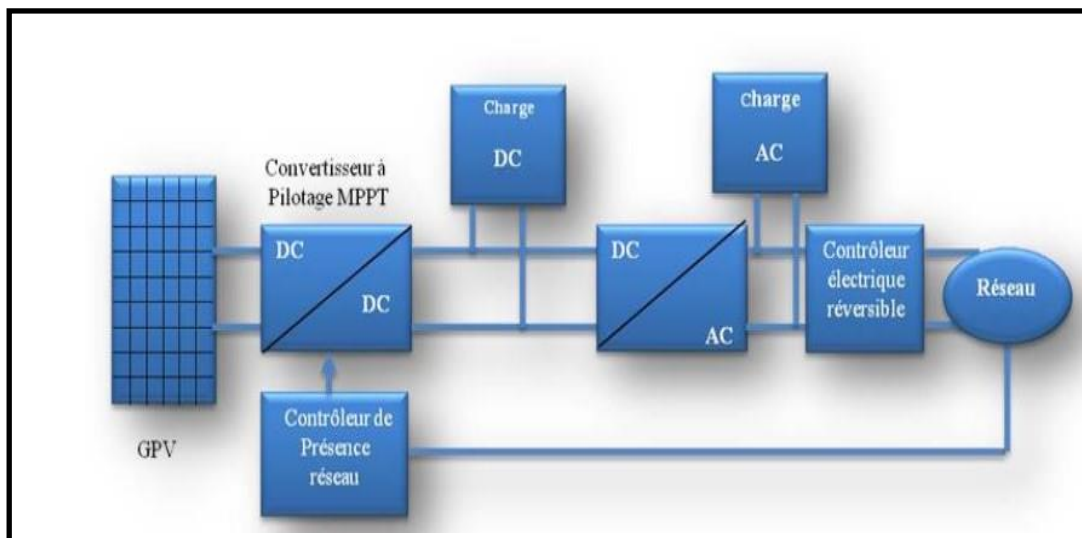 Charge
DC
Charge
AC
Convertisseur à
Pilotage MPPT
DC
DC
DC
AC
Contrôleur
électrique
réversible
Réseau
GPV
Contrôleur de
Présence
réseau